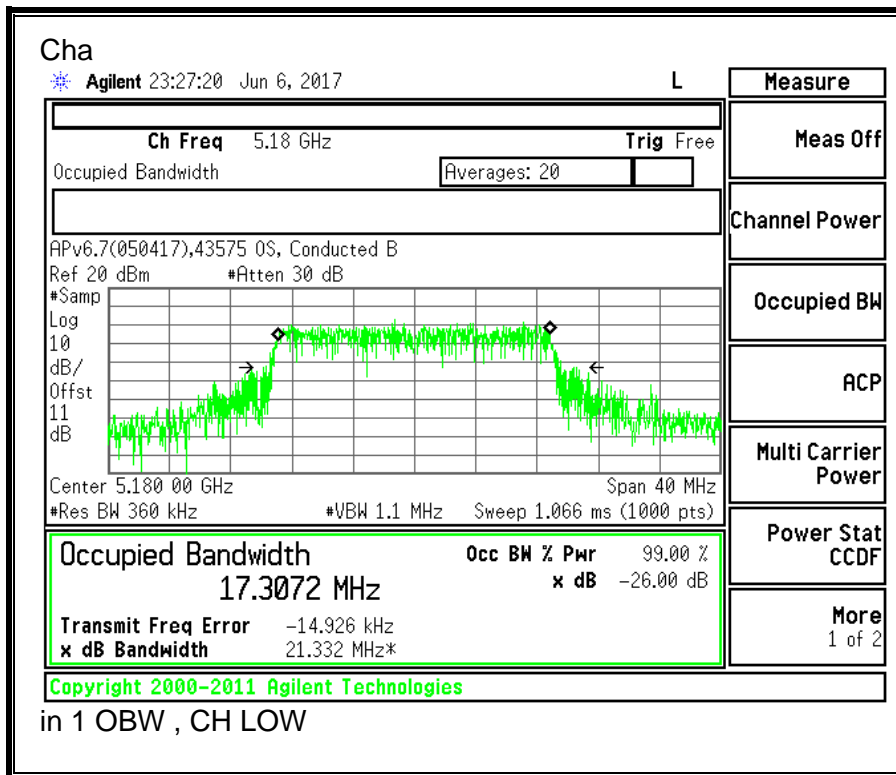 Cha
Agilent 23:27:20 Jun 6, 2017 L Measure
Ch Freq 5.18 GHz Trig Free Meas Off
Occupied Bandwidth Averages: 20
Channel Power
APv6.7(050417),43575 OS, Conducted B
Ref 20 dBm #Atten 30 dB
#Samp Occupied BW
Log
10
dB/
Offst ACP
11
dB
Multi Carrier
Power
Center 5.180 00 GHz Span 40 MHz
#Res BW 360 kHz #VBW 1.1 MHz Sweep 1.066 ms (1000 pts)
Power Stat
CCDF
Occupied Bandwidth Occ BW % Pwr 99.00 %
17.3072 MHz x dB -26.00 dB
Transmit Freq Error -14.926 kHz More
x dB Bandwidth 21.332 MHz* 1 of 2
Copyright 2000-2011 Agilent Technologies
in 1 OBW , CH LOW